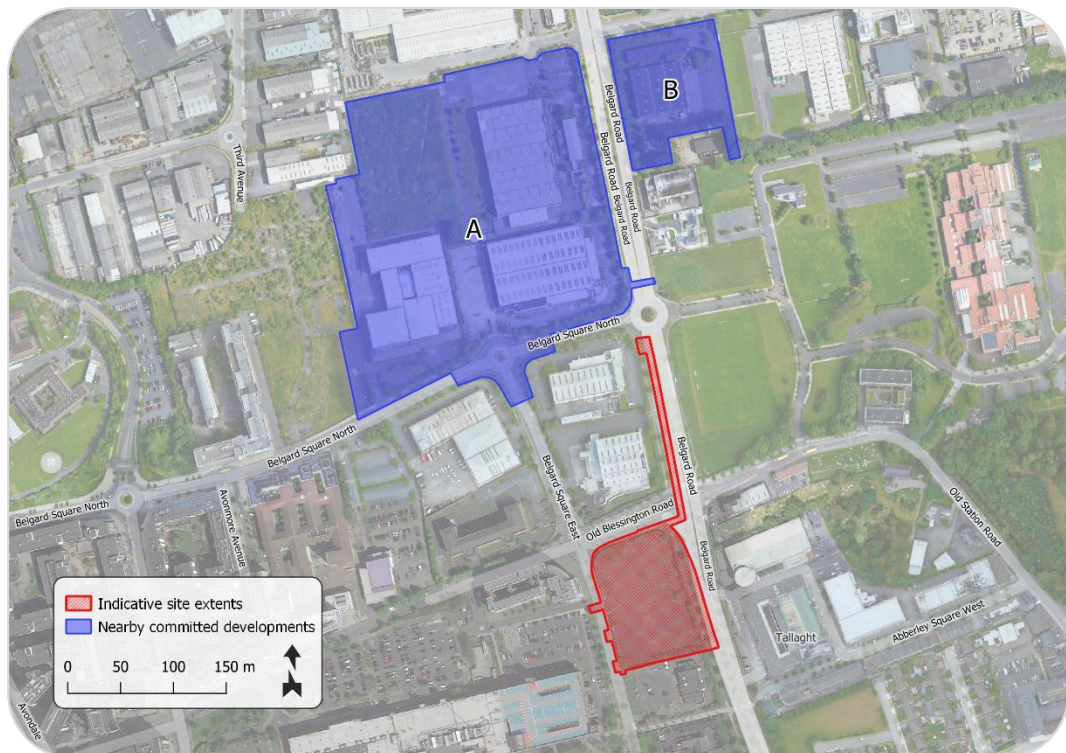 B
Belgard Road
Third Avenue
Belgard Road
Belgard Road
Belgard Road
A
Belgard Square North
Belgard Square North
Belgard Road
Belgard Square North
Avonmore Avenue
Belgard Square East
Old Blessington Road
Old Station Road
Belgard Road
Indicative site extents
Nearby committed developments
0 50 100 150 m
Tallaght
Abberley Square West
Avondale